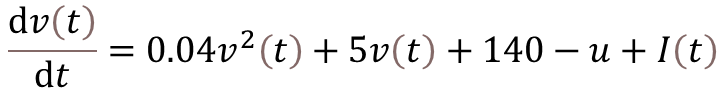 dv(t)/dt = 0.04v²(t) + 5v(t) + 140 − u + I(t)